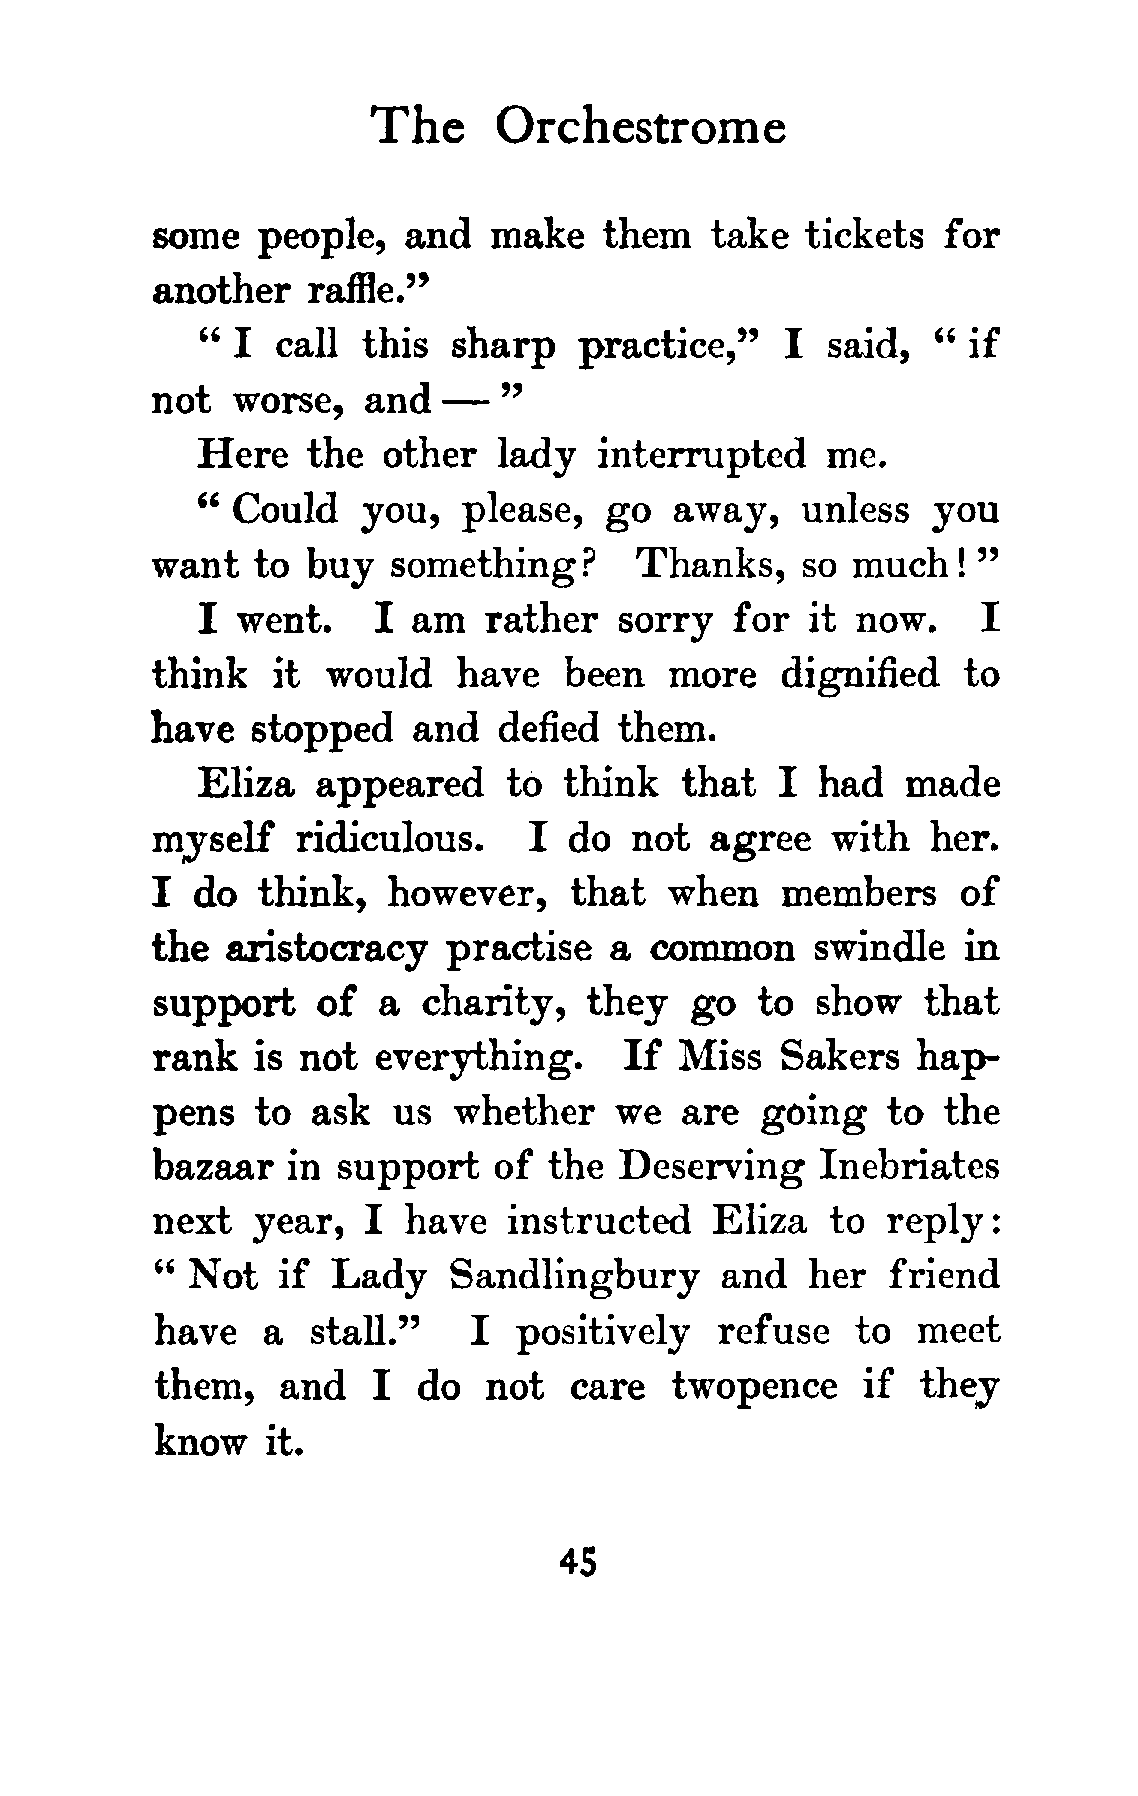 The Orchestrome
some people, and make them take tickets for
another raffle.”
“ I call this sharp practice,” I said, “ if
not worse, and — ”
Here the other lady interrupted me.
“ Could you, please, go away, unless you
want to buy something? Thanks, so much! ”
I went. I am rather sorry for it now. I
think it would have been more dignified to
have stopped and defied them.
Eliza appeared to think that I had made
myself ridiculous. I do not agree with her.
I do think, however, that when members of
the aristocracy practise a common swindle in
support of a charity, they go to show that
rank is not everything. If Miss Sakers hap-
pens to ask us whether we are going to the
bazaar in support of the Deserving Inebriates
next year, I have instructed Eliza to reply:
“ Not if Lady Sandlingbury and her friend
have a stall.” I positively refuse to meet
them, and I do not care twopence if they
know it.
45